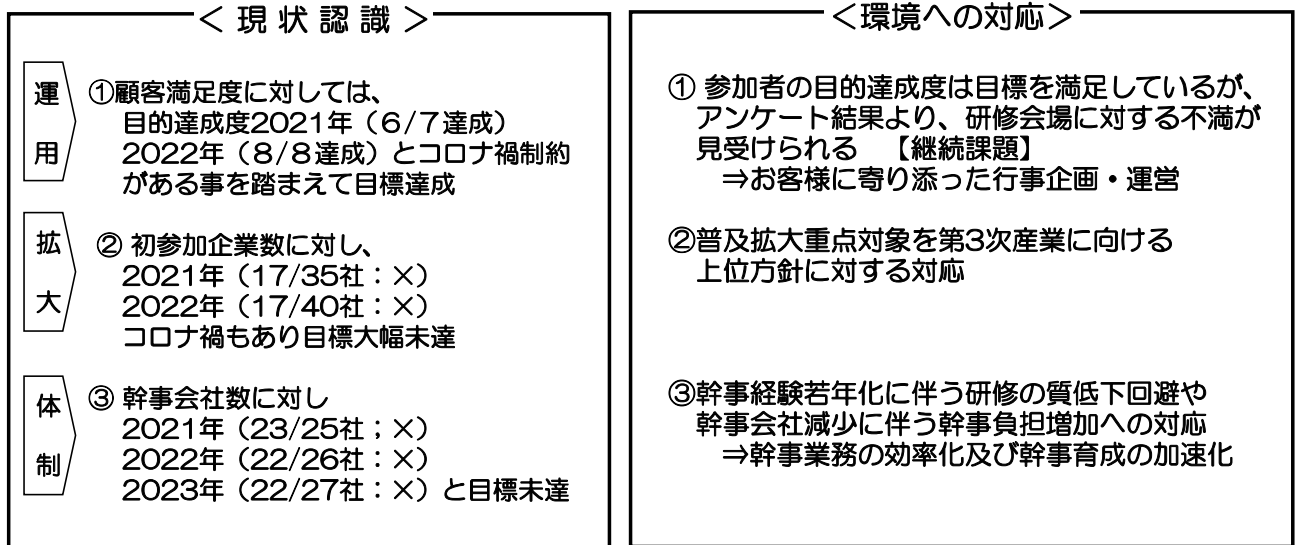 ＜ 現 状 認 識 ＞
運用
①顧客満足度に対しては、
目的達成度2021年（６/７達成）
2022年（８/８達成）とコロナ禍制約
がある事を踏まえて目標達成
拡大
② 初参加企業数に対し、
2021年（17/35社：×）
2022年（17/40社：×）
コロナ禍もあり目標大幅未達
体制
③ 幹事会社数に対し
2021年（23/25社；×）
2022年（22/26社：×）
2023年（22/27社：×）と目標未達
＜環境への対応＞
① 参加者の目的達成度は目標を満足しているが、
アンケート結果より、研修会場に対する不満が
見受けられる　【継続課題】
⇒お客様に寄り添った行事企画・運営
②普及拡大重点対象を第3次産業に向ける
上位方針に対する対応
③幹事経験若年化に伴う研修の質低下回避や
幹事会社減少に伴う幹事負担増加への対応
⇒幹事業務の効率化及び幹事育成の加速化